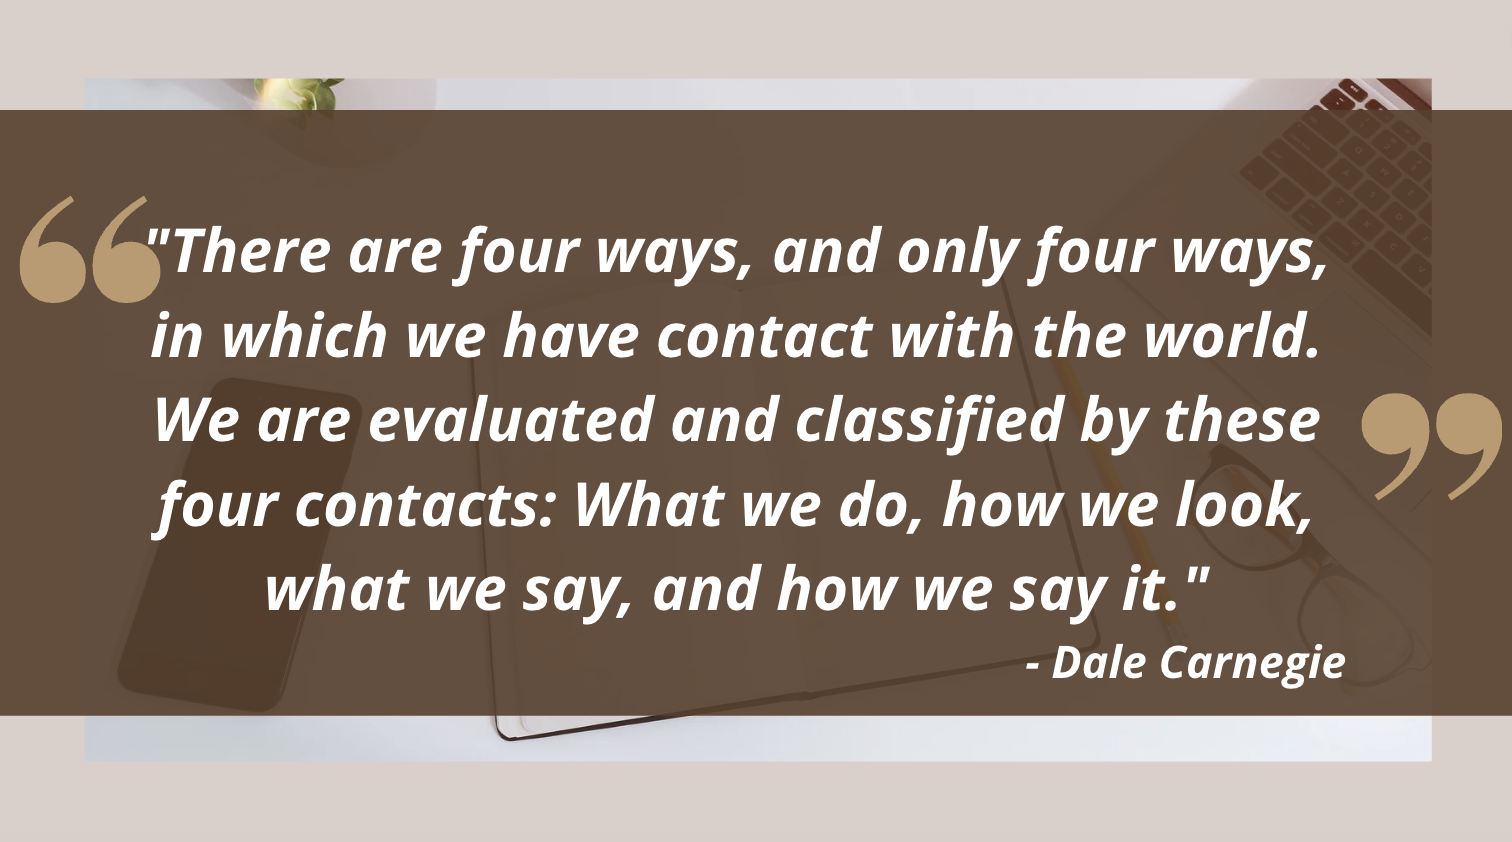 "There are four ways, and only four ways,
in which we have contact with the world.
We are evaluated and classified by these
four contacts: What we do, how we look,
what we say, and how we say it."
- Dale Carnegie